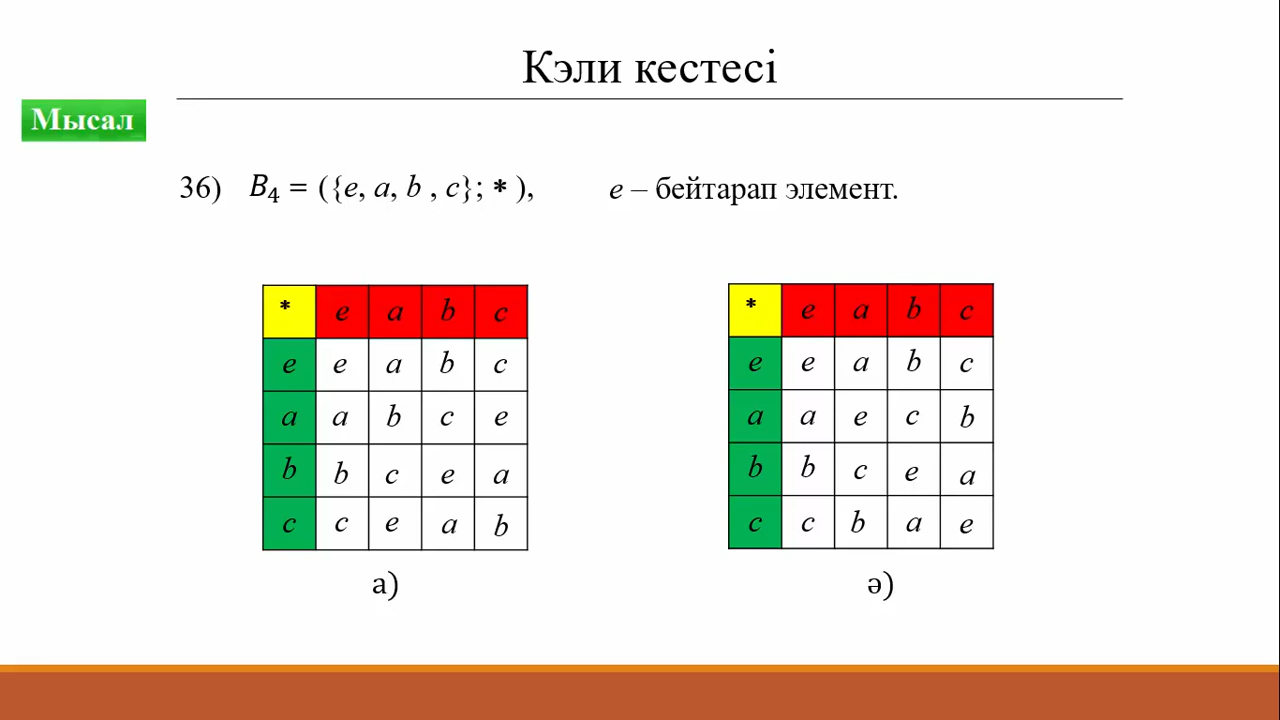 Кэли кестесі
Мысал
36) B₄ = ({e, a, b , c}; * ), e – бейтарап элемент.
* e a b c
e e a b c
a a b c e
b b c e a
c c e a b
а)
* e a b c
e e a b c
a a e c b
b b c e a
c c b a e
ә)